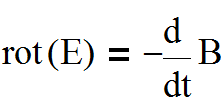 rot(E) = −d/dt B